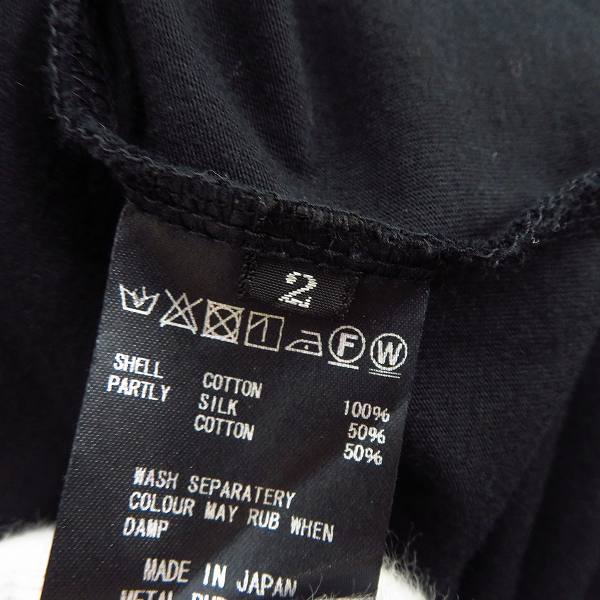 2
F W
SHELL COTTON 100%
PARTLY SILK 50%
COTTON 50%
WASH SEPARATERY
COLOUR MAY RUB WHEN
DAMP
MADE IN JAPAN
METAL